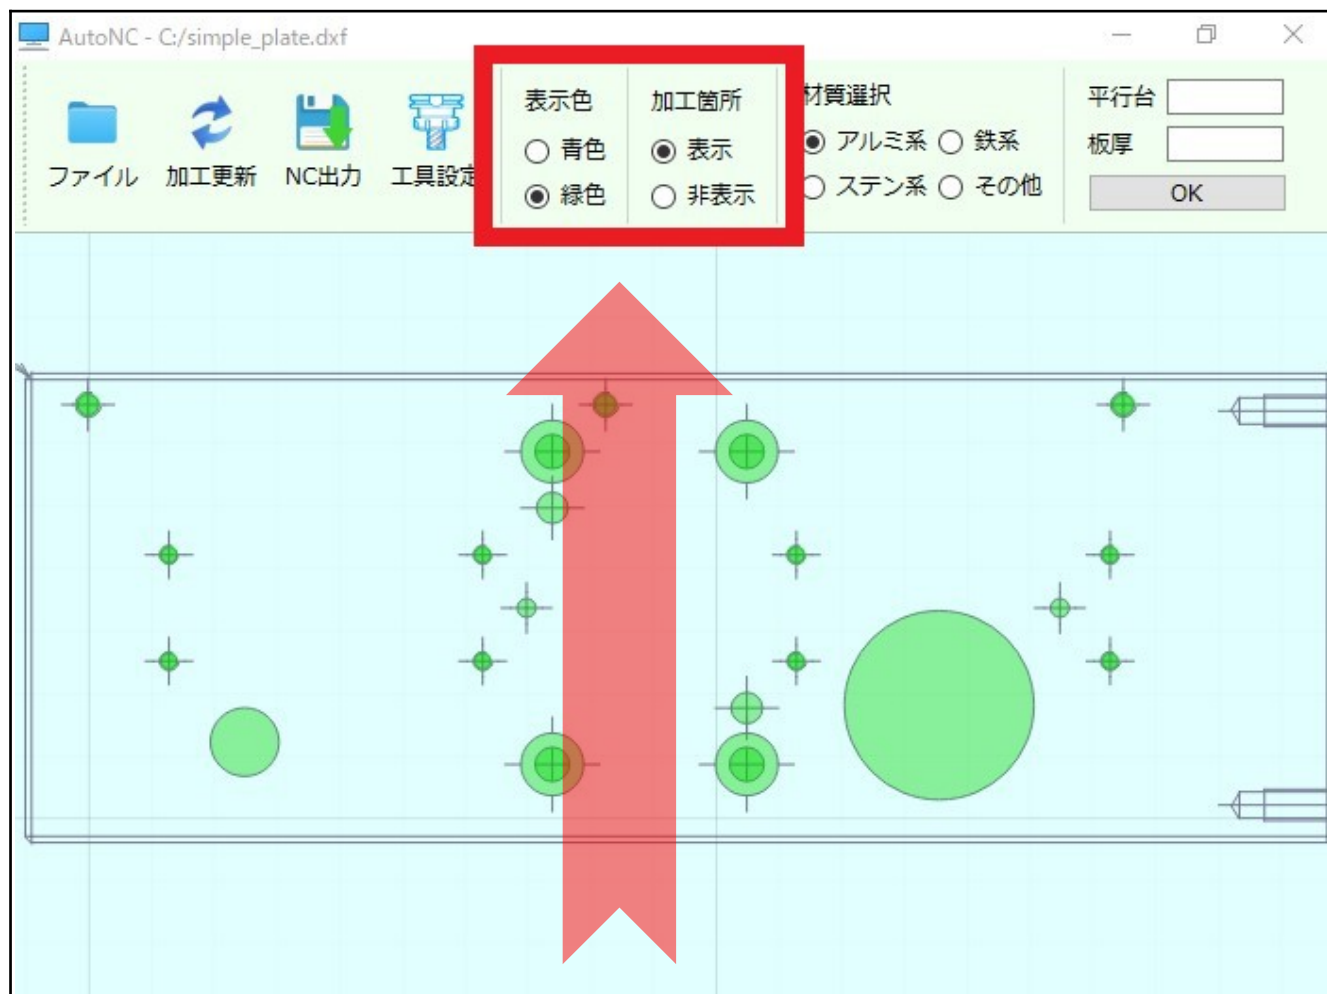 AutoNC - C:/simple_plate.dxf
ファイル
加工更新
NC出力
工具設定
表示色
青色
緑色
加工箇所
表示
非表示
材質選択
アルミ系 鉄系
ステン系 その他
平行台
板厚
OK